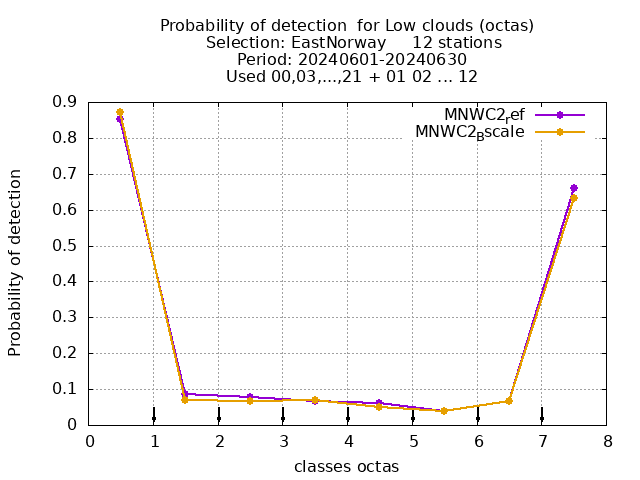 Probability of detection  for Low clouds (octas)
Selection: EastNorway     12 stations
Period: 20240601-20240630
Used 00,03,...,21 + 01 02 ... 12
MNWC2ref
MNWC2Bscale
0.9
0.8
0.7
0.6
0.5
0.4
0.3
0.2
0.1
0
Probability of detection
0 1 2 3 4 5 6 7 8
classes octas